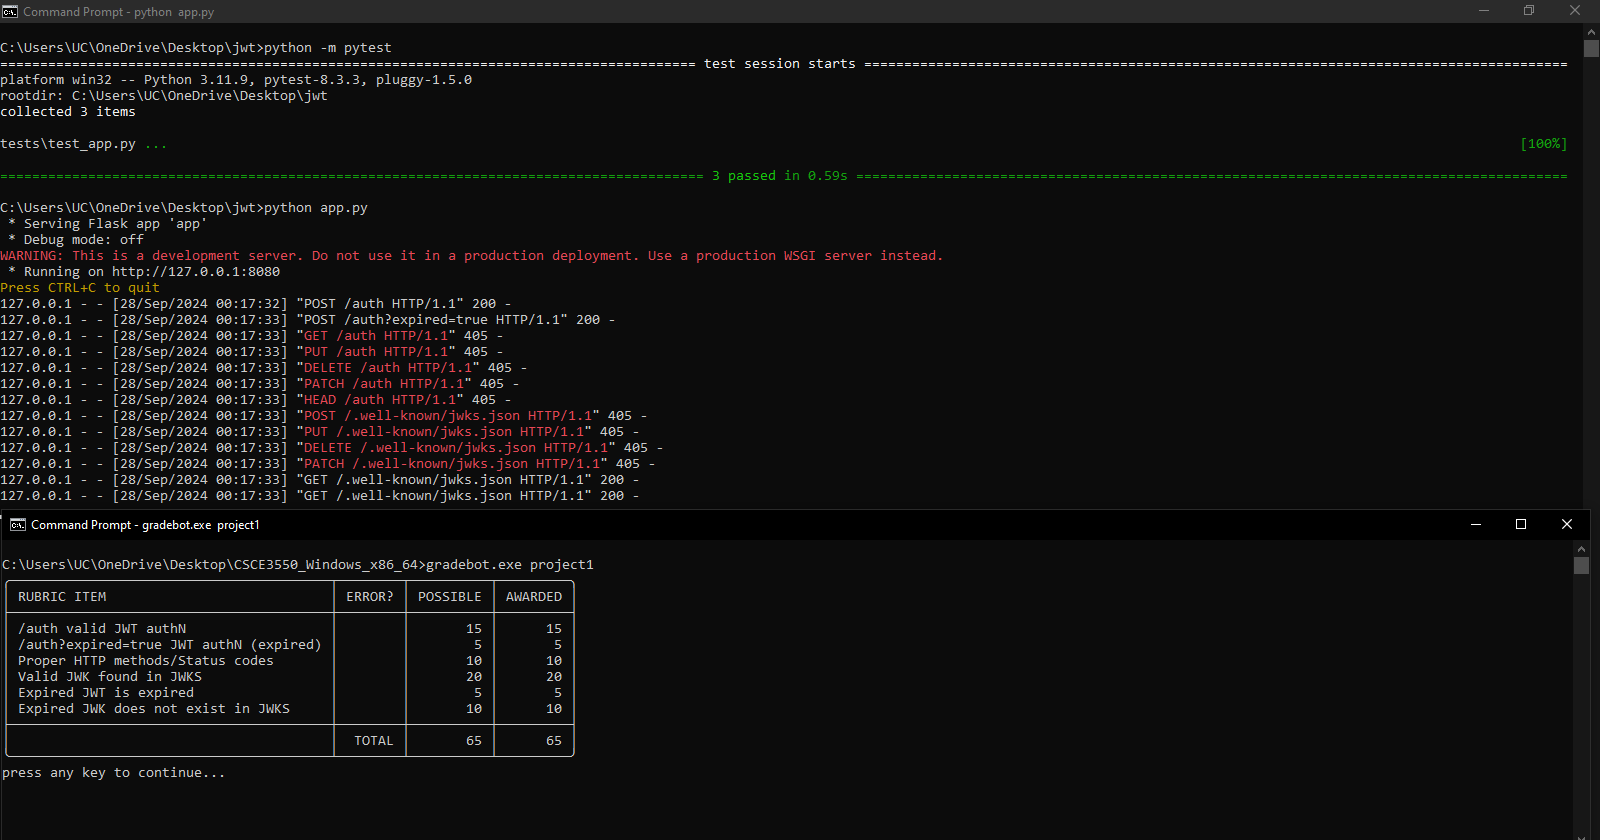 Command Prompt - python  app.py
C:\Users\UC\OneDrive\Desktop\jwt>python -m pytest
======================================================================================= test session starts ========================================================================================
platform win32 -- Python 3.11.9, pytest-8.3.3, pluggy-1.5.0
rootdir: C:\Users\UC\OneDrive\Desktop\jwt
collected 3 items
tests\test_app.py ... [100%]
======================================================================================== 3 passed in 0.59s =========================================================================================
C:\Users\UC\OneDrive\Desktop\jwt>python app.py
 * Serving Flask app 'app'
 * Debug mode: off
WARNING: This is a development server. Do not use it in a production deployment. Use a production WSGI server instead.
 * Running on http://127.0.0.1:8080
Press CTRL+C to quit
127.0.0.1 - - [28/Sep/2024 00:17:32] "POST /auth HTTP/1.1" 200 -
127.0.0.1 - - [28/Sep/2024 00:17:33] "POST /auth?expired=true HTTP/1.1" 200 -
127.0.0.1 - - [28/Sep/2024 00:17:33] "GET /auth HTTP/1.1" 405 -
127.0.0.1 - - [28/Sep/2024 00:17:33] "PUT /auth HTTP/1.1" 405 -
127.0.0.1 - - [28/Sep/2024 00:17:33] "DELETE /auth HTTP/1.1" 405 -
127.0.0.1 - - [28/Sep/2024 00:17:33] "PATCH /auth HTTP/1.1" 405 -
127.0.0.1 - - [28/Sep/2024 00:17:33] "HEAD /auth HTTP/1.1" 405 -
127.0.0.1 - - [28/Sep/2024 00:17:33] "POST /.well-known/jwks.json HTTP/1.1" 405 -
127.0.0.1 - - [28/Sep/2024 00:17:33] "PUT /.well-known/jwks.json HTTP/1.1" 405 -
127.0.0.1 - - [28/Sep/2024 00:17:33] "DELETE /.well-known/jwks.json HTTP/1.1" 405 -
127.0.0.1 - - [28/Sep/2024 00:17:33] "PATCH /.well-known/jwks.json HTTP/1.1" 405 -
127.0.0.1 - - [28/Sep/2024 00:17:33] "GET /.well-known/jwks.json HTTP/1.1" 200 -
127.0.0.1 - - [28/Sep/2024 00:17:33] "GET /.well-known/jwks.json HTTP/1.1" 200 -
Command Prompt - gradebot.exe  project1
C:\Users\UC\OneDrive\Desktop\CSCE3550_Windows_x86_64>gradebot.exe project1
RUBRIC ITEM ERROR? POSSIBLE AWARDED
/auth valid JWT authN 15 15
/auth?expired=true JWT authN (expired) 5 5
Proper HTTP methods/Status codes 10 10
Valid JWK found in JWKS 20 20
Expired JWT is expired 5 5
Expired JWK does not exist in JWKS 10 10
TOTAL 65 65
press any key to continue...